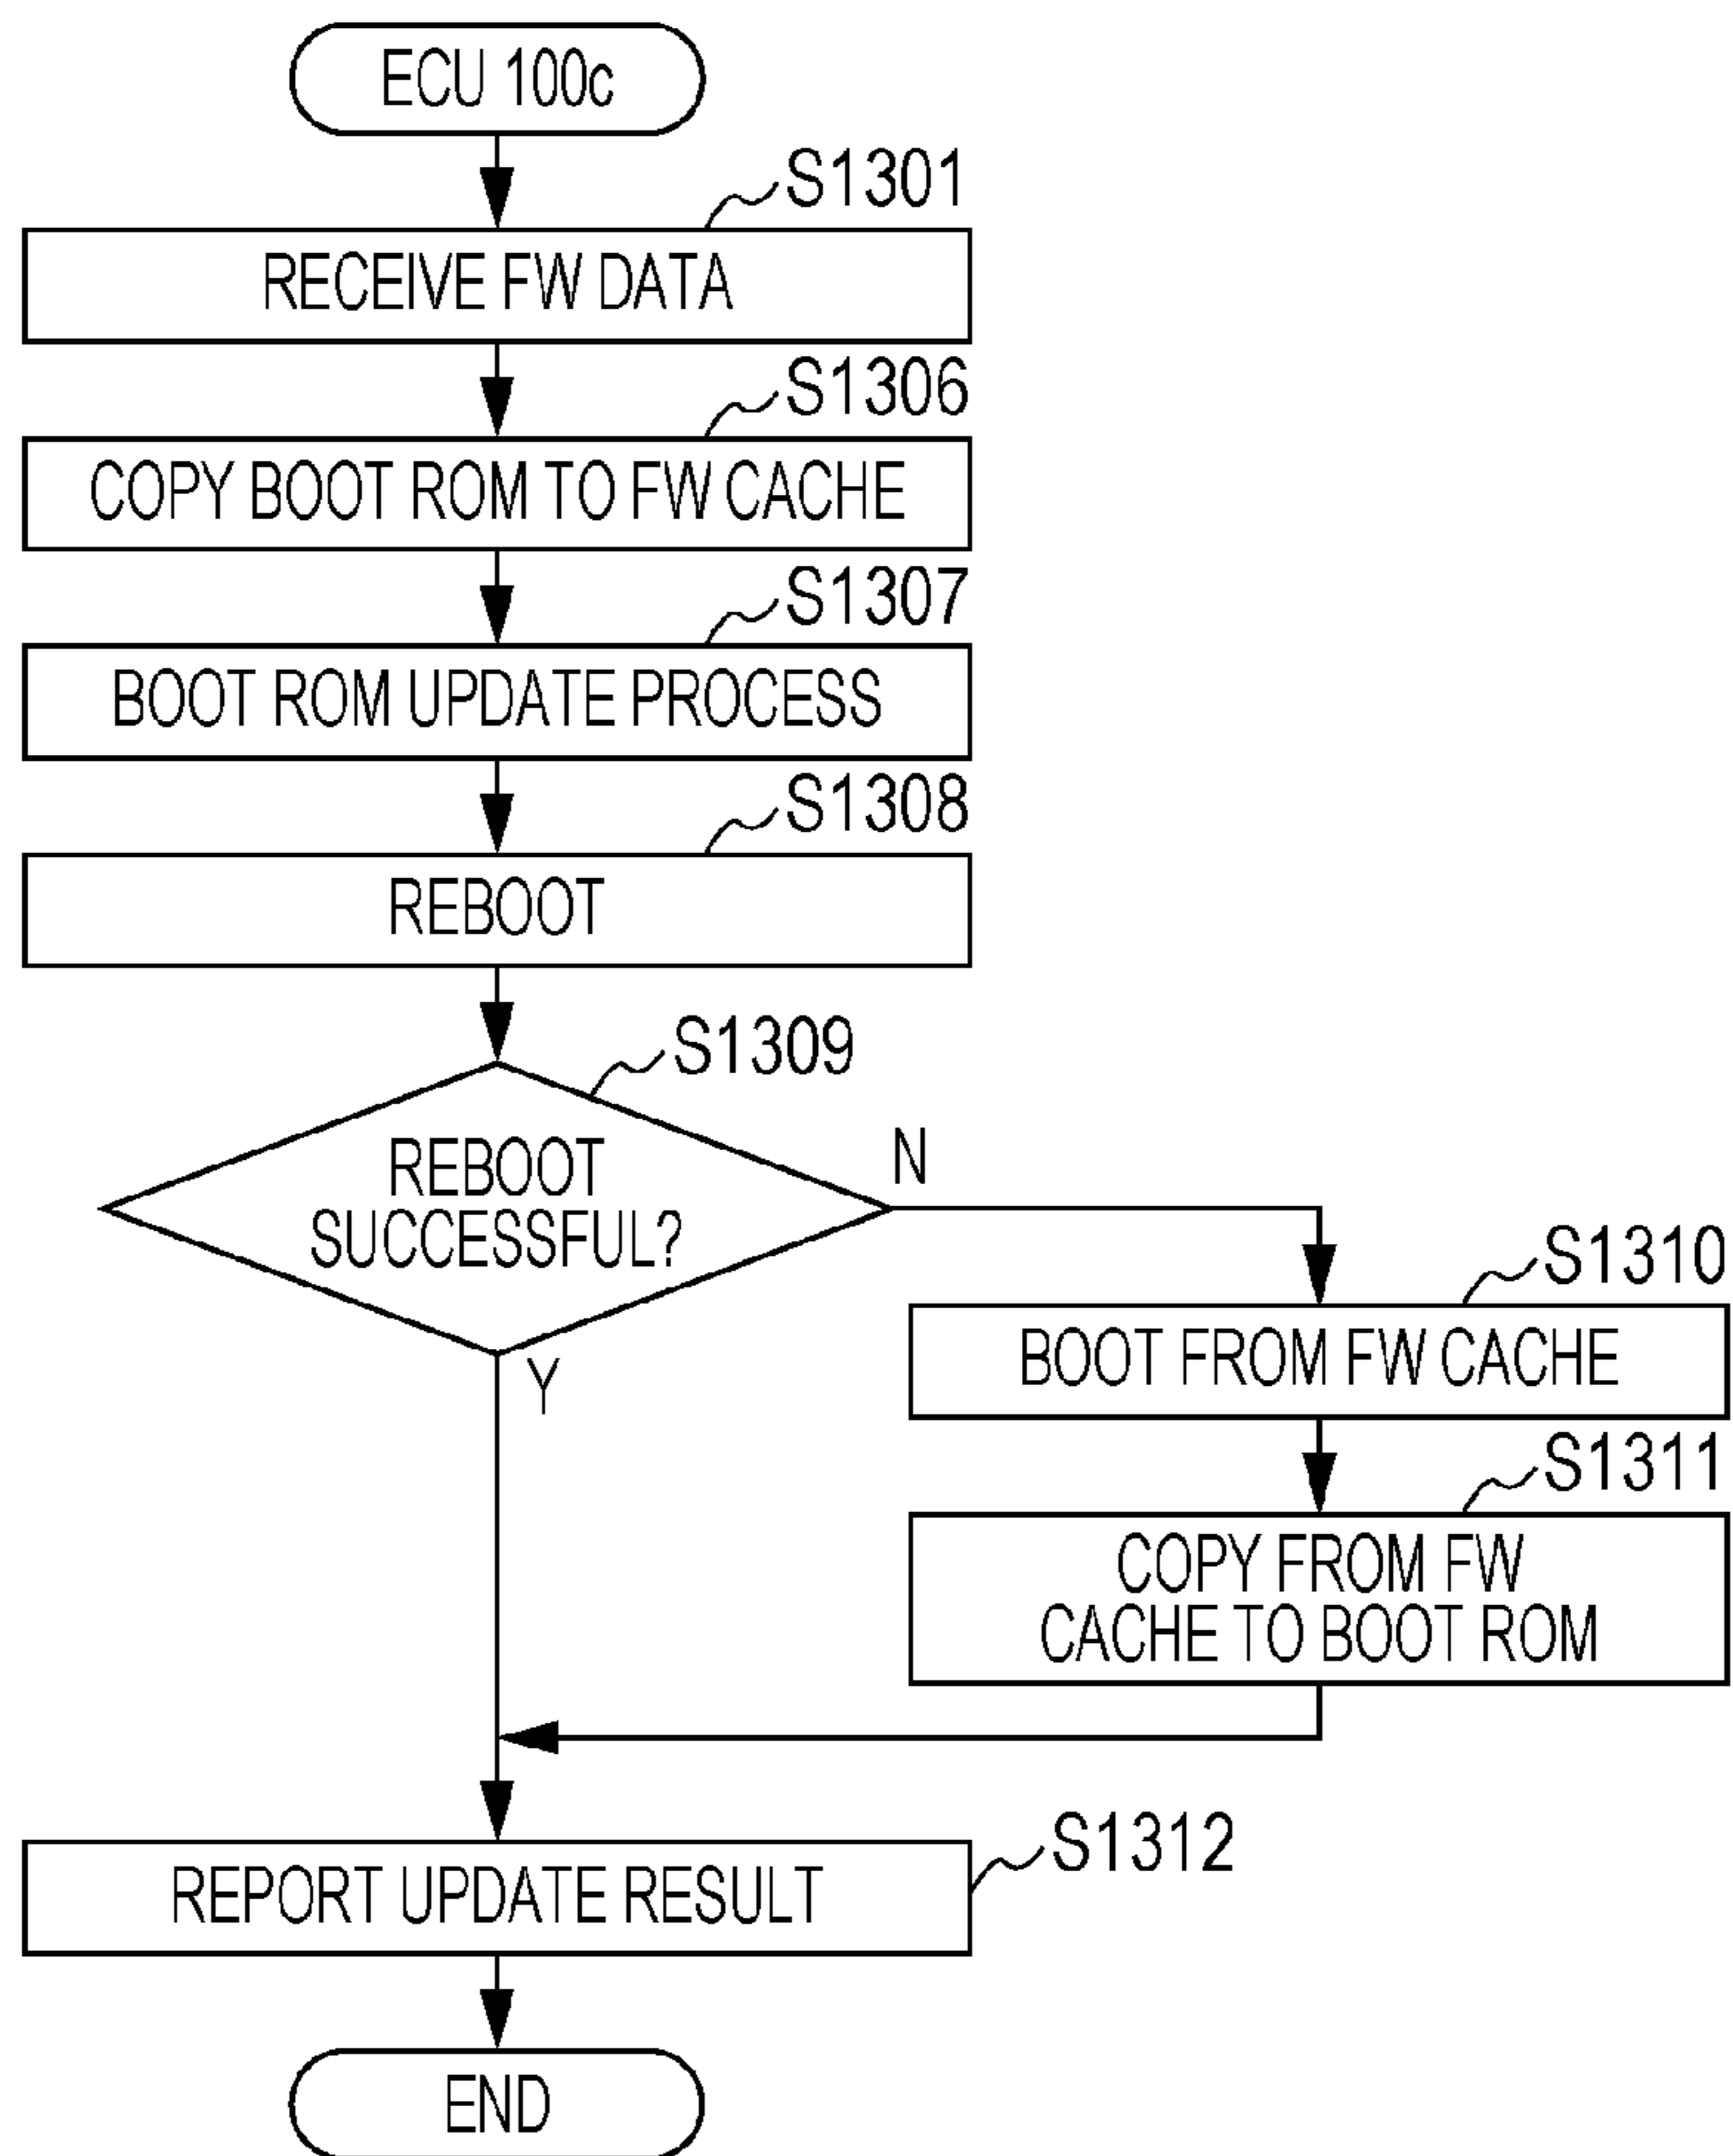 ECU 100c
S1301
RECEIVE FW DATA
S1306
COPY BOOT ROM TO FW CACHE
S1307
BOOT ROM UPDATE PROCESS
S1308
REBOOT
S1309
REBOOT
SUCCESSFUL?
N
Y
S1310
BOOT FROM FW CACHE
S1311
COPY FROM FW
CACHE TO BOOT ROM
S1312
REPORT UPDATE RESULT
END